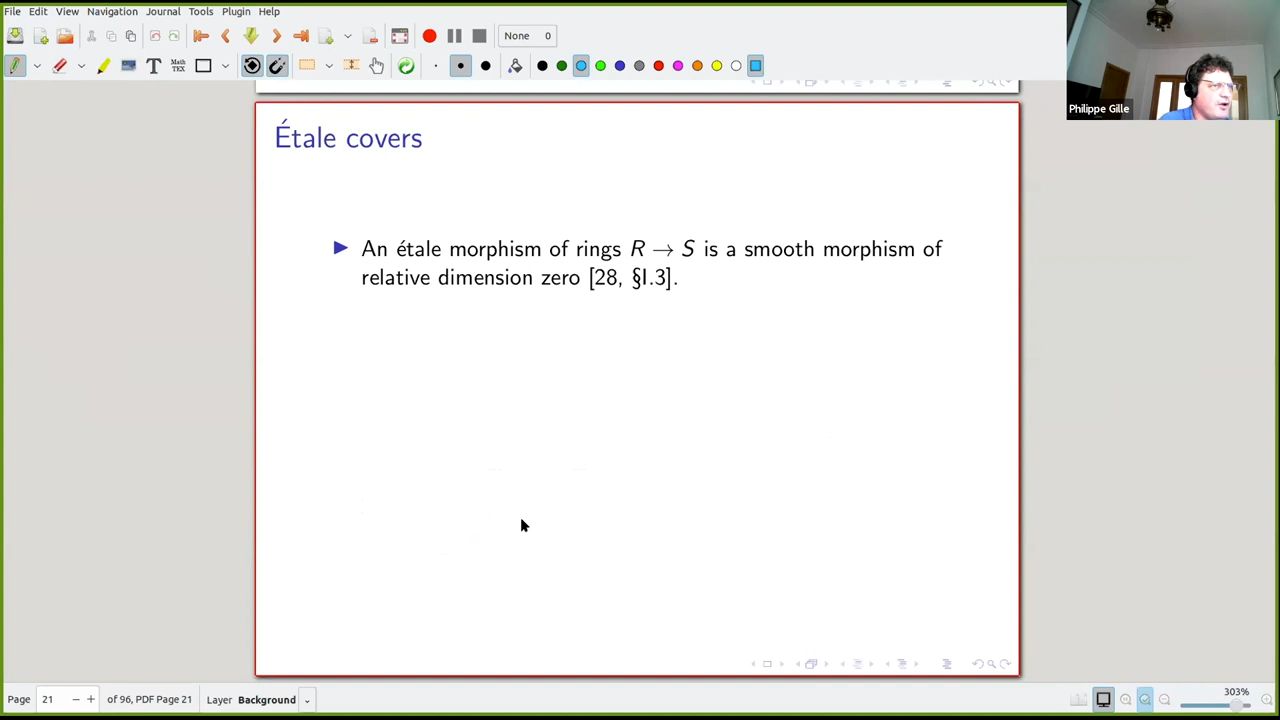 File Edit View Navigation Journal Tools Plugin Help
None 0
Philippe Gille
Étale covers
▶ An étale morphism of rings R → S is a smooth morphism of
relative dimension zero [28, §I.3].
Page 21 of 96, PDF Page 21 Layer Background
303%